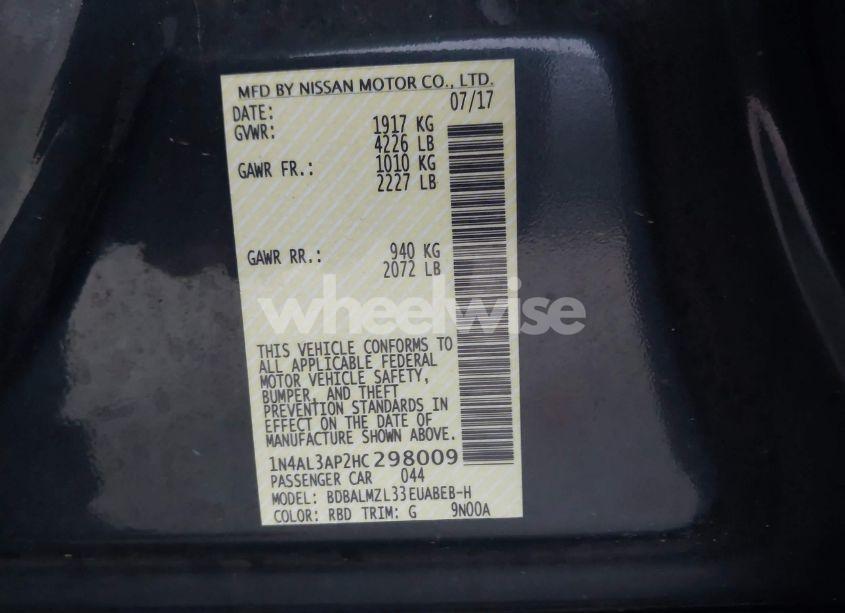 MFD BY NISSAN MOTOR CO., LTD.
DATE: 07/17
GVWR: 1917 KG
4226 LB
GAWR FR.: 1010 KG
2227 LB
GAWR RR.: 940 KG
2072 LB
wheelwise
THIS VEHICLE CONFORMS TO
ALL APPLICABLE FEDERAL
MOTOR VEHICLE SAFETY,
BUMPER, AND THEFT
PREVENTION STANDARDS IN
EFFECT ON THE DATE OF
MANUFACTURE SHOWN ABOVE.
1N4AL3AP2HC298009
PASSENGER CAR 044
MODEL: BDBALMZL33EUABEB-H
COLOR: RBD TRIM: G 9N00A